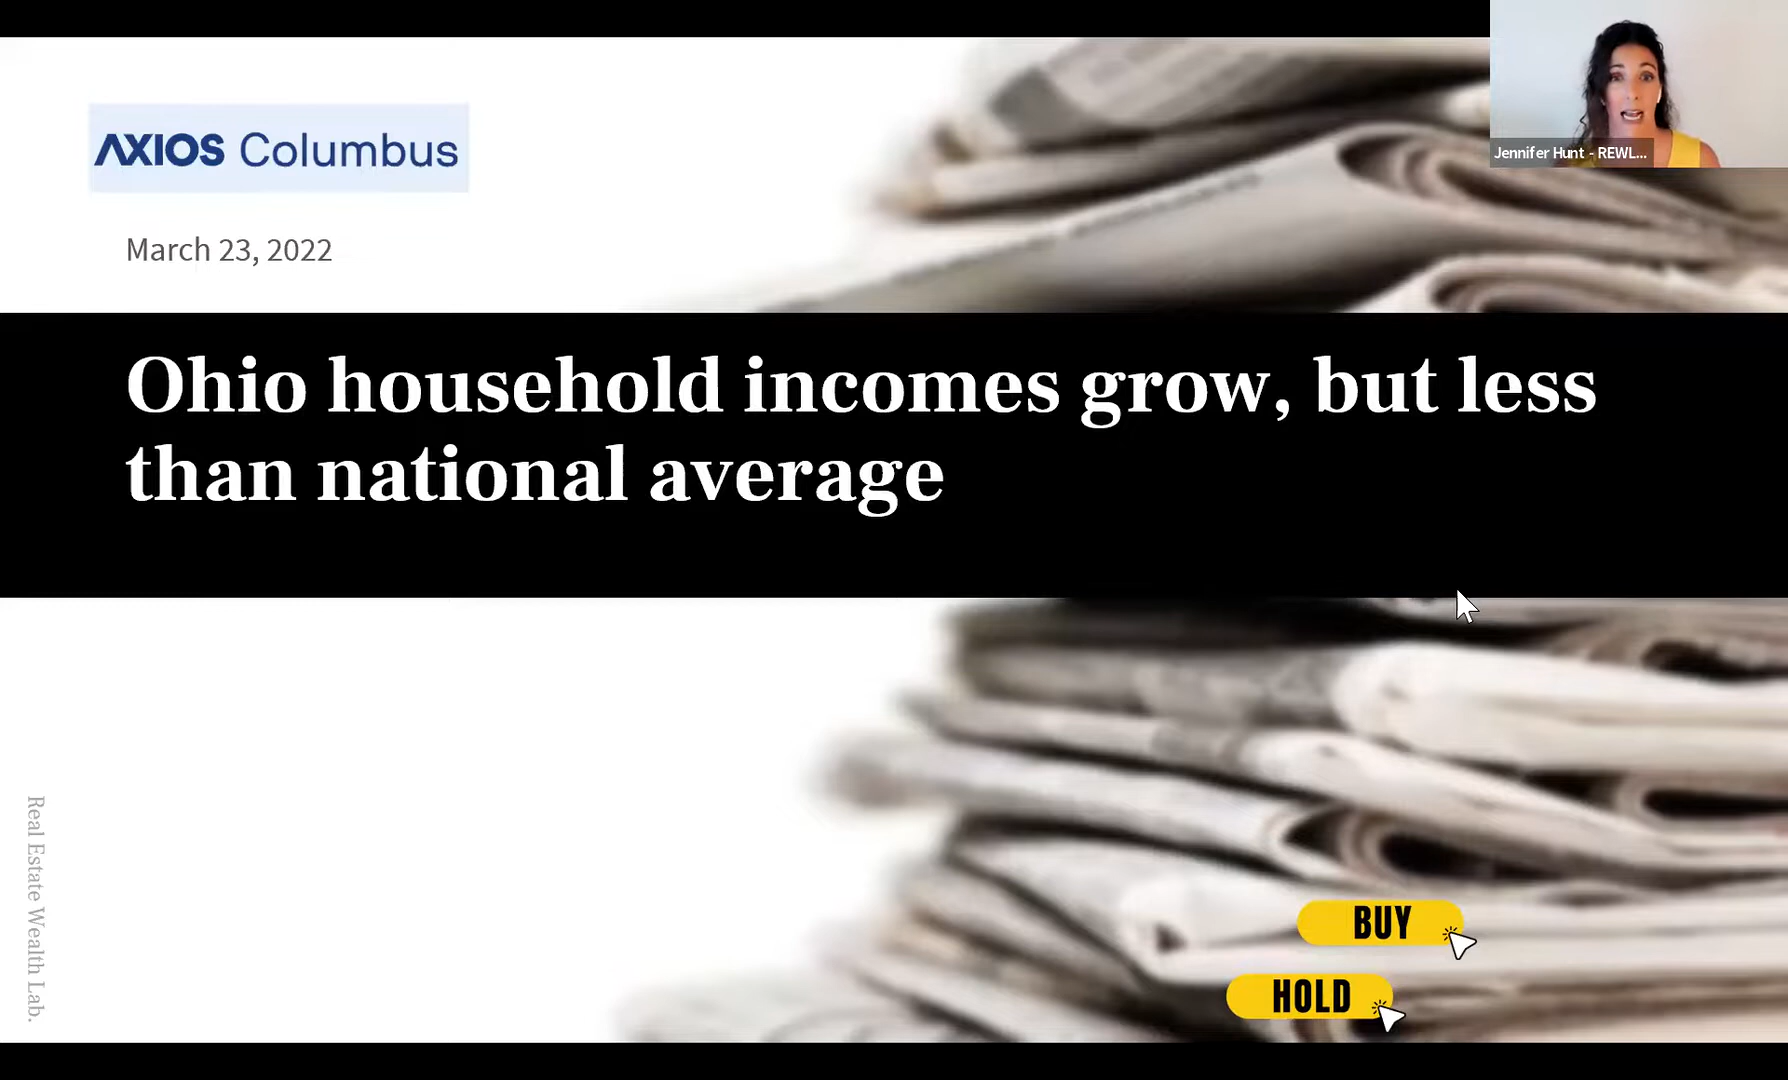 AXIOS Columbus
Jennifer Hunt - REWL...
March 23, 2022
Ohio household incomes grow, but less
than national average
Real Estate Wealth Lab.
BUY
HOLD